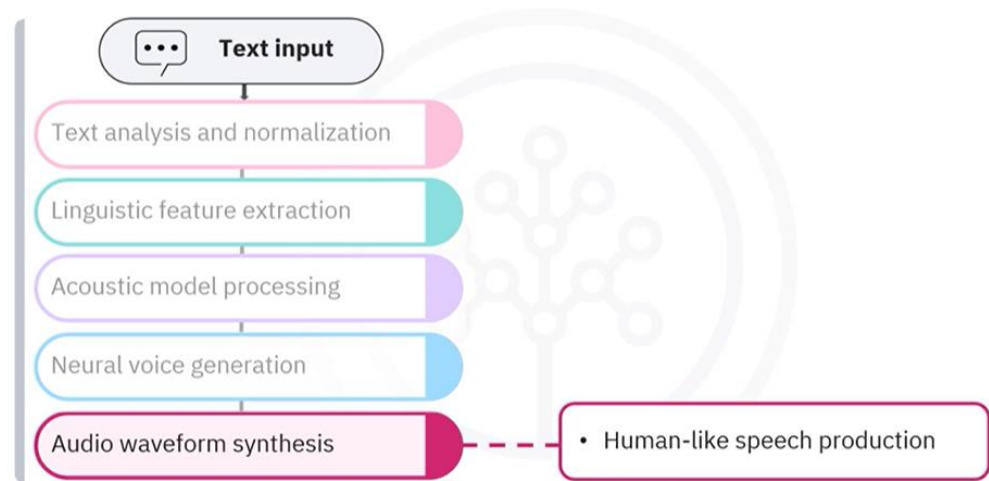 Text input
Text analysis and normalization
Linguistic feature extraction
Acoustic model processing
Neural voice generation
Audio waveform synthesis
• Human-like speech production